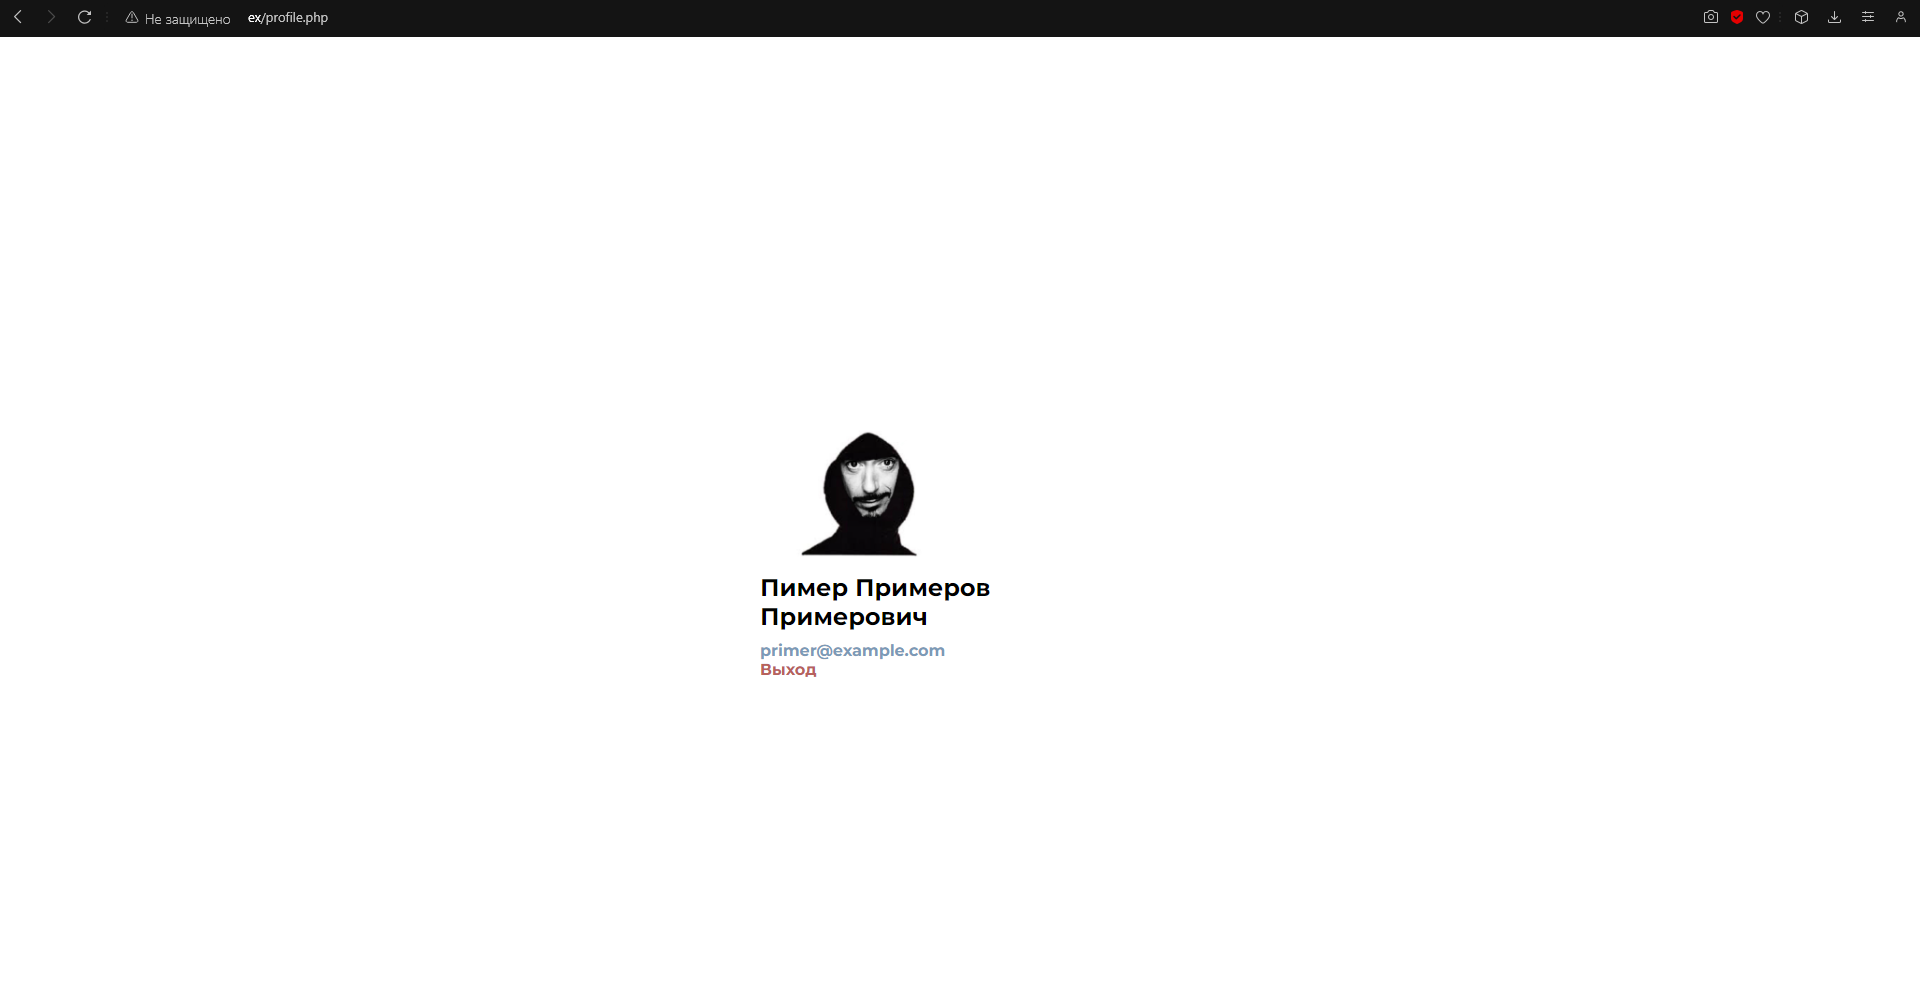 Не защищено ex/profile.php
Пимер Примеров
Примерович
primer@example.com
Выход